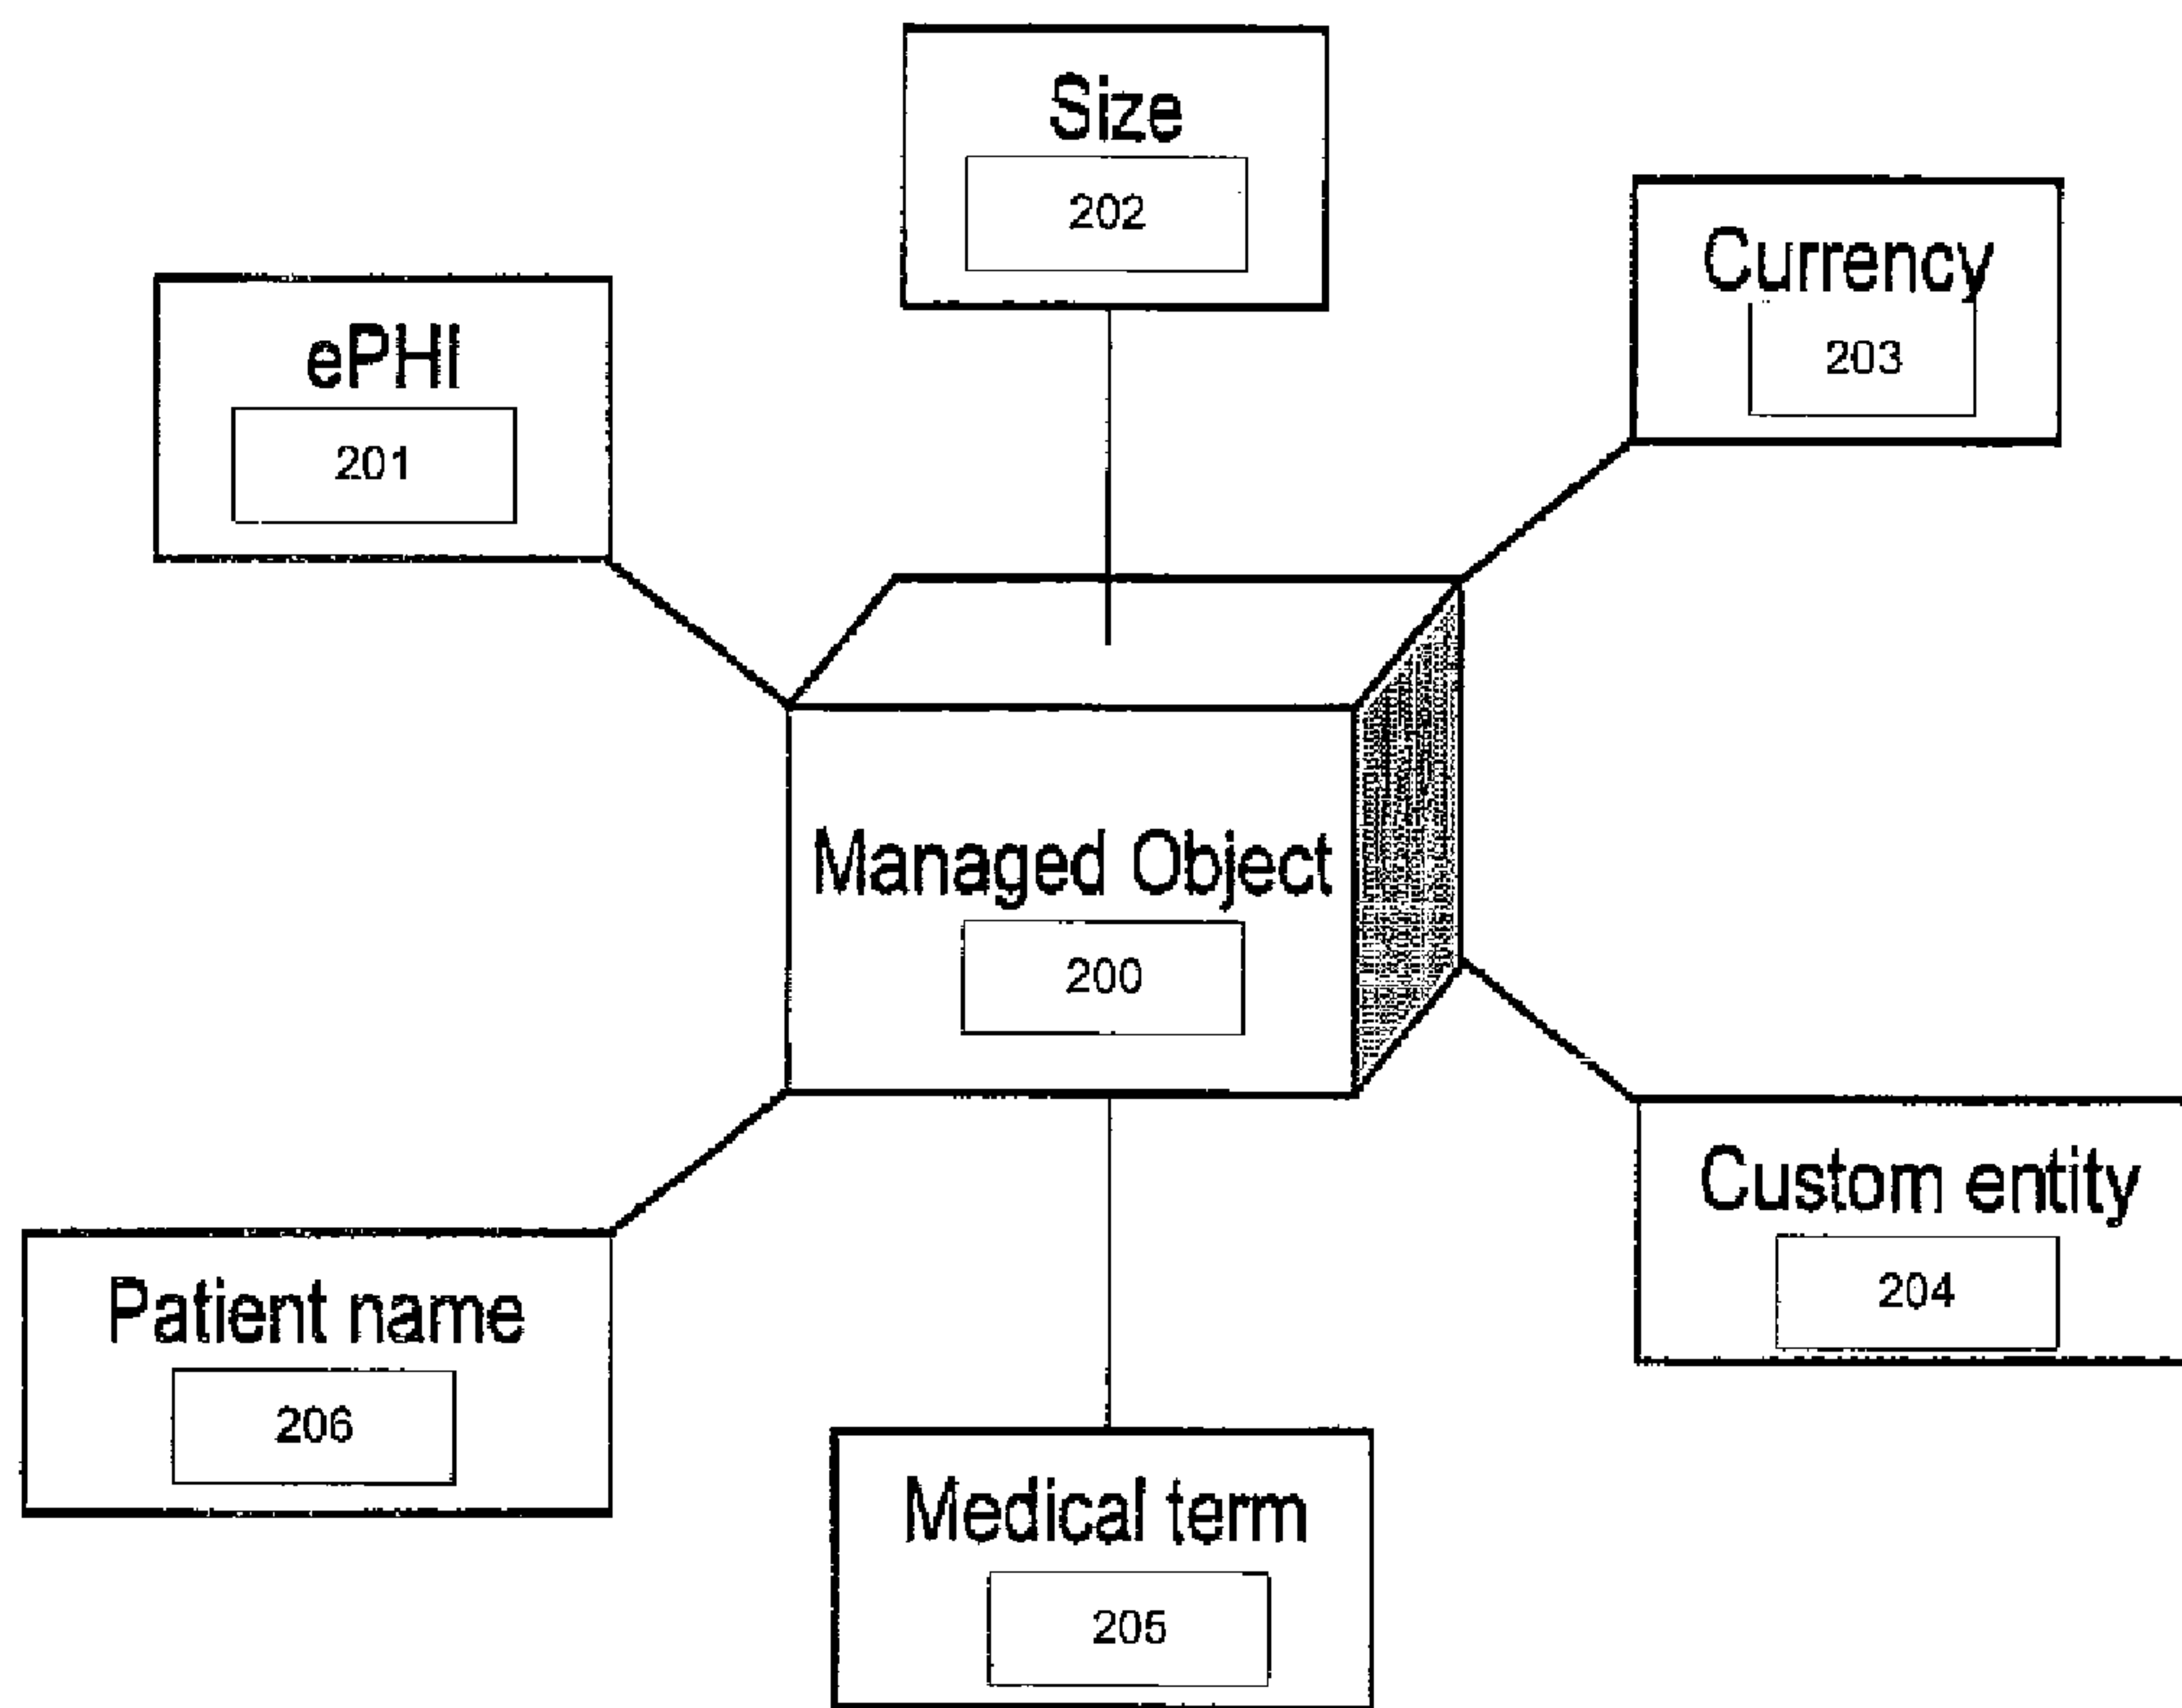 Size
202
Currency
203
ePHI
201
Managed Object
200
Custom entity
204
Patient name
206
Medical term
205